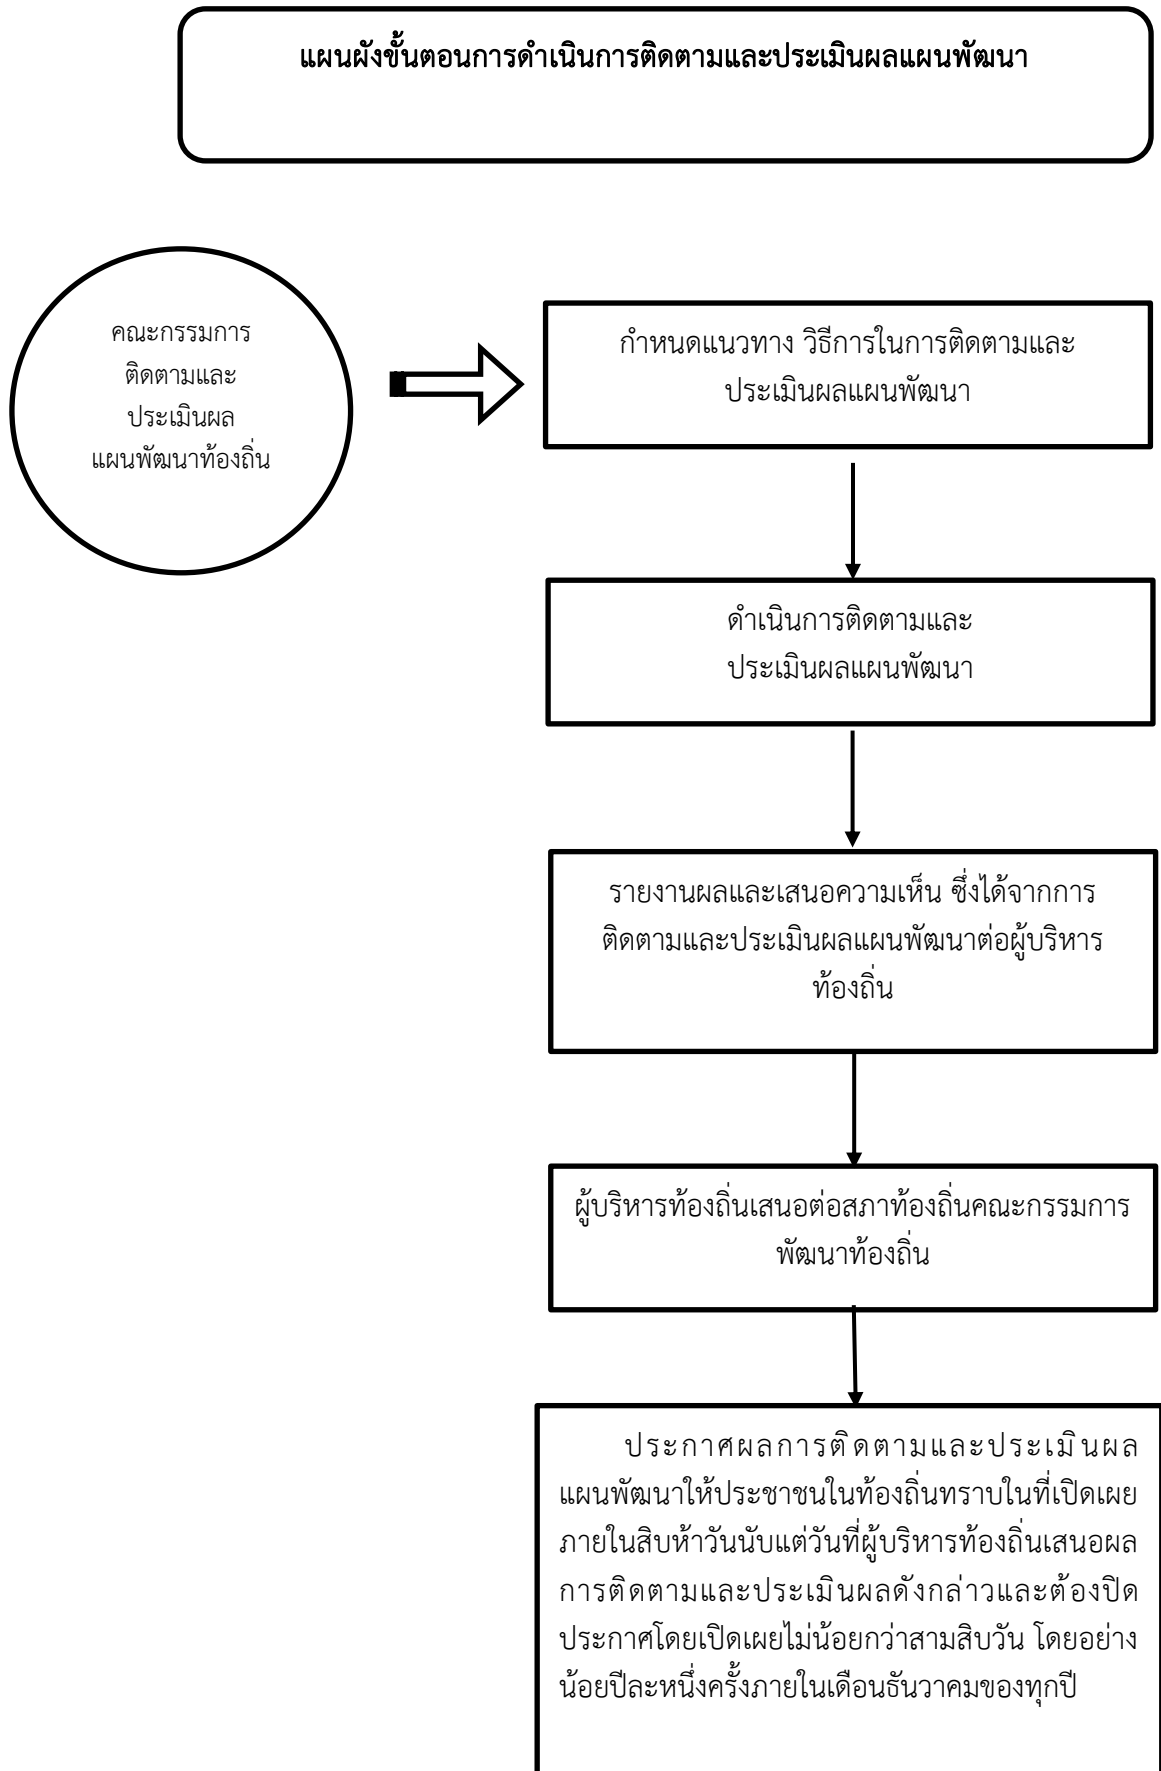 แผนผังขั้นตอนการดำเนินการติดตามและประเมินผลแผนพัฒนา
คณะกรรมการ
ติดตามและ
ประเมินผล
แผนพัฒนาท้องถิ่น
กำหนดแนวทาง วิธีการในการติดตามและ
ประเมินผลแผนพัฒนา
ดำเนินการติดตามและ
ประเมินผลแผนพัฒนา
รายงานผลและเสนอความเห็น ซึ่งได้จากการ
ติดตามและประเมินผลแผนพัฒนาต่อผู้บริหาร
ท้องถิ่น
ผู้บริหารท้องถิ่นเสนอต่อสภาท้องถิ่นคณะกรรมการ
พัฒนาท้องถิ่น
ประกาศผลการติดตามและประเมินผล
แผนพัฒนาให้ประชาชนในท้องถิ่นทราบในที่เปิดเผย
ภายในสิบห้าวันนับแต่วันที่ผู้บริหารท้องถิ่นเสนอผล
การติดตามและประเมินผลดังกล่าวและต้องปิด
ประกาศโดยเปิดเผยไม่น้อยกว่าสามสิบวัน โดยอย่าง
น้อยปีละหนึ่งครั้งภายในเดือนธันวาคมของทุกปี